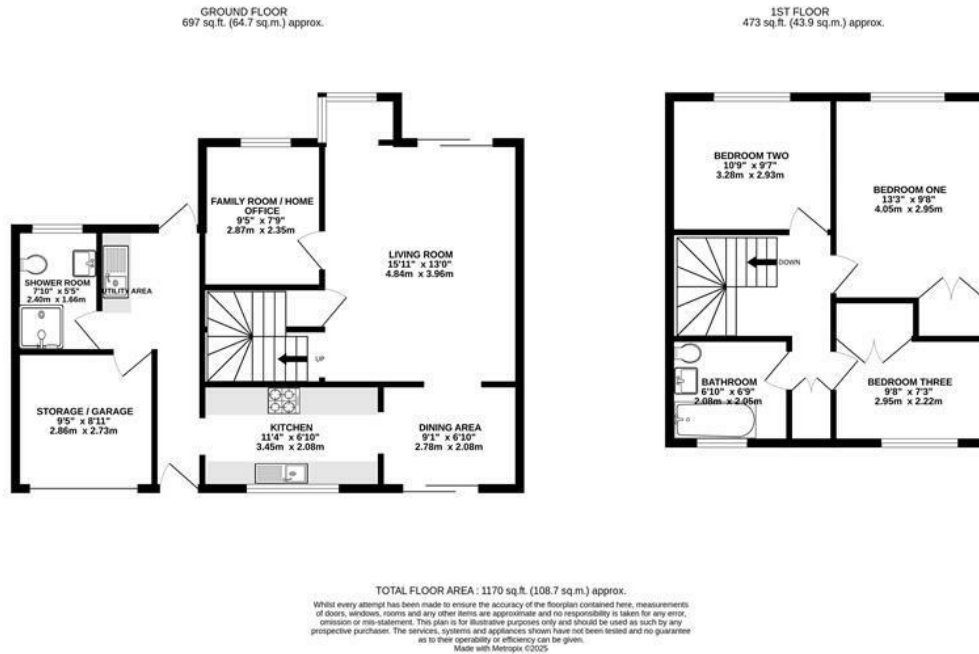 GROUND FLOOR
697 sq.ft. (64.7 sq.m.) approx.
1ST FLOOR
473 sq.ft. (43.9 sq.m.) approx.
FAMILY ROOM / HOME
OFFICE
9'5" x 7'9"
2.87m x 2.35m
LIVING ROOM
15'11" x 13'0"
4.84m x 3.96m
SHOWER ROOM
7'10" x 5'5"
2.40m x 1.66m
UTILITY AREA
UP
STORAGE / GARAGE
9'5" x 8'11"
2.86m x 2.73m
KITCHEN
11'4" x 6'10"
3.45m x 2.08m
DINING AREA
9'1" x 6'10"
2.78m x 2.08m
BEDROOM TWO
10'9" x 9'7"
3.28m x 2.93m
BEDROOM ONE
13'3" x 9'8"
4.05m x 2.95m
DOWN
BATHROOM
6'10" x 6'9"
2.08m x 2.05m
BEDROOM THREE
9'8" x 7'3"
2.95m x 2.22m
TOTAL FLOOR AREA : 1170 sq.ft. (108.7 sq.m.) approx.
Whilst every attempt has been made to ensure the accuracy of the floorplan contained here, measurements
of doors, windows, rooms and any other items are approximate and no responsibility is taken for any error,
omission or mis-statement. This plan is for illustrative purposes only and should be used as such by any
prospective purchaser. The services, systems and appliances shown have not been tested and no guarantee
as to their operability or efficiency can be given.
Made with Metropix ©2025